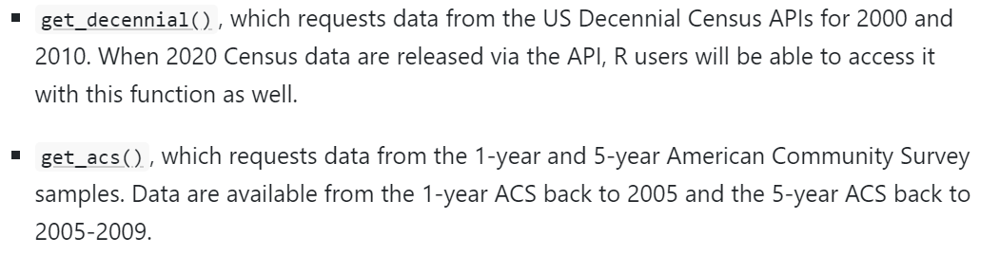 ▪ get_decennial(), which requests data from the US Decennial Census APIs for 2000 and
2010. When 2020 Census data are released via the API, R users will be able to access it
with this function as well.
▪ get_acs(), which requests data from the 1-year and 5-year American Community Survey
samples. Data are available from the 1-year ACS back to 2005 and the 5-year ACS back to
2005-2009.